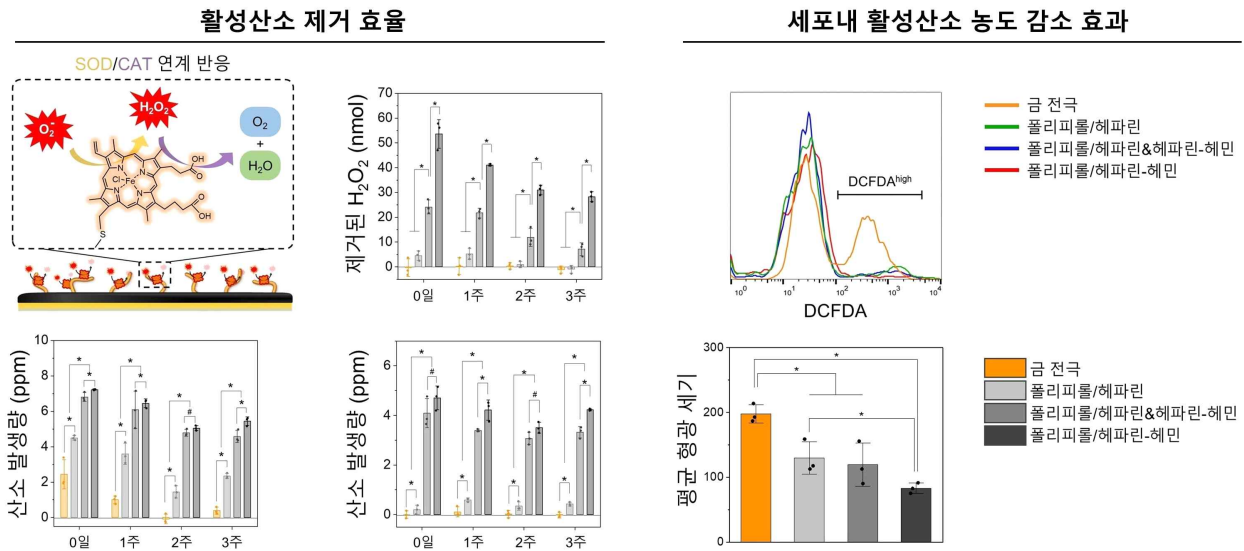 활성산소 제거 효율
SOD/CAT 연계 반응
O₂⁻
H₂O₂
O₂
+
H₂O
OH
O
Cl
Fe
N
N
N
N
O
OH
S
제거된 H₂O₂ (nmol)
70
60
50
40
30
20
10
0
* * * * * * * *
0일 1주 2주 3주
산소 발생량 (ppm)
10
8
6
4
2
0
* * * * * * * # * * *
0일 1주 2주 3주
산소 발생량 (ppm)
6
4
2
0
* # * * * * * # * * * *
0일 1주 2주 3주
세포내 활성산소 농도 감소 효과
DCFDAhigh
10⁰ 10¹ 10² 10³ 10⁴
DCFDA
금 전극
폴리피롤/헤파린
폴리피롤/헤파린&헤파린-헤민
폴리피롤/헤파린-헤민
평균 형광 세기
300
200
100
0
* * *
금 전극
폴리피롤/헤파린
폴리피롤/헤파린&헤파린-헤민
폴리피롤/헤파린-헤민